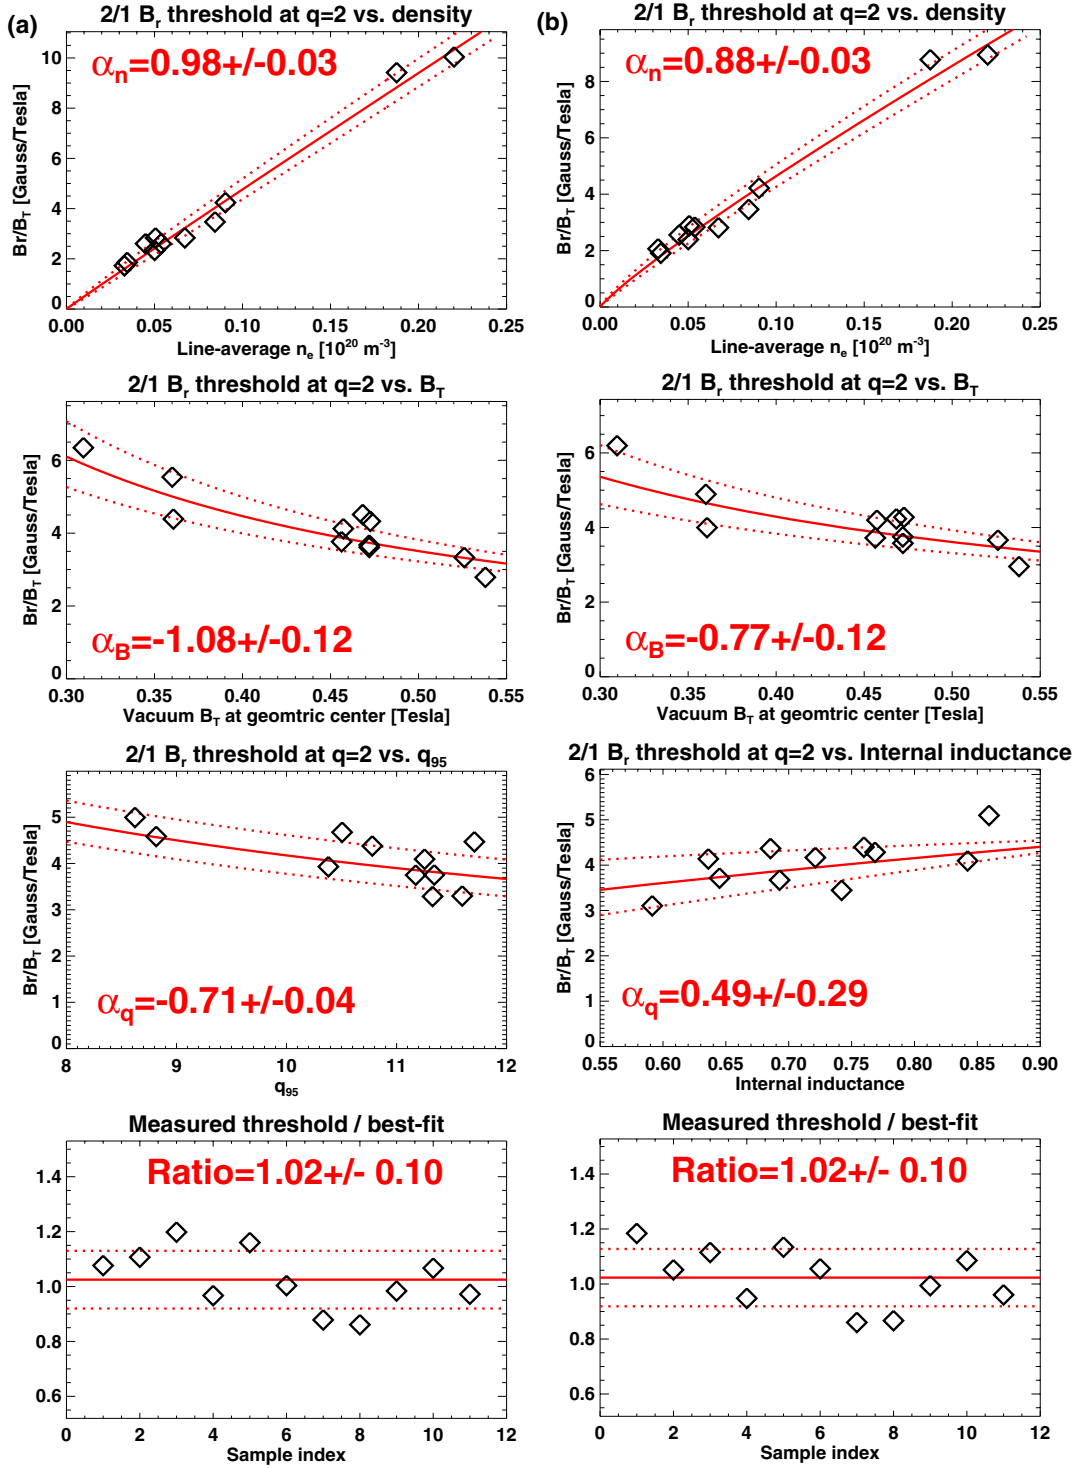 (a)
2/1 Br threshold at q=2 vs. density
αn=0.98+/-0.03
Br/BT [Gauss/Tesla]
10
8
6
4
2
0
0.00 0.05 0.10 0.15 0.20 0.25
Line-average ne [10^20 m^-3]
2/1 Br threshold at q=2 vs. BT
Br/BT [Gauss/Tesla]
6
4
2
0
αB=-1.08+/-0.12
0.30 0.35 0.40 0.45 0.50 0.55
Vacuum BT at geomtric center [Tesla]
2/1 Br threshold at q=2 vs. q95
Br/BT [Gauss/Tesla]
5
4
3
2
1
0
αq=-0.71+/-0.04
8 9 10 11 12
q95
Measured threshold / best-fit
Ratio=1.02+/- 0.10
1.4
1.2
1.0
0.8
0.6
0 2 4 6 8 10 12
Sample index
(b)
2/1 Br threshold at q=2 vs. density
αn=0.88+/-0.03
Br/BT [Gauss/Tesla]
8
6
4
2
0
0.00 0.05 0.10 0.15 0.20 0.25
Line-average ne [10^20 m^-3]
2/1 Br threshold at q=2 vs. BT
Br/BT [Gauss/Tesla]
6
4
2
0
αB=-0.77+/-0.12
0.30 0.35 0.40 0.45 0.50 0.55
Vacuum BT at geomtric center [Tesla]
2/1 Br threshold at q=2 vs. Internal inductance
Br/BT [Gauss/Tesla]
6
5
4
3
2
1
0
αq=0.49+/-0.29
0.55 0.60 0.65 0.70 0.75 0.80 0.85 0.90
Internal inductance
Measured threshold / best-fit
Ratio=1.02+/- 0.10
1.4
1.2
1.0
0.8
0.6
0 2 4 6 8 10 12
Sample index